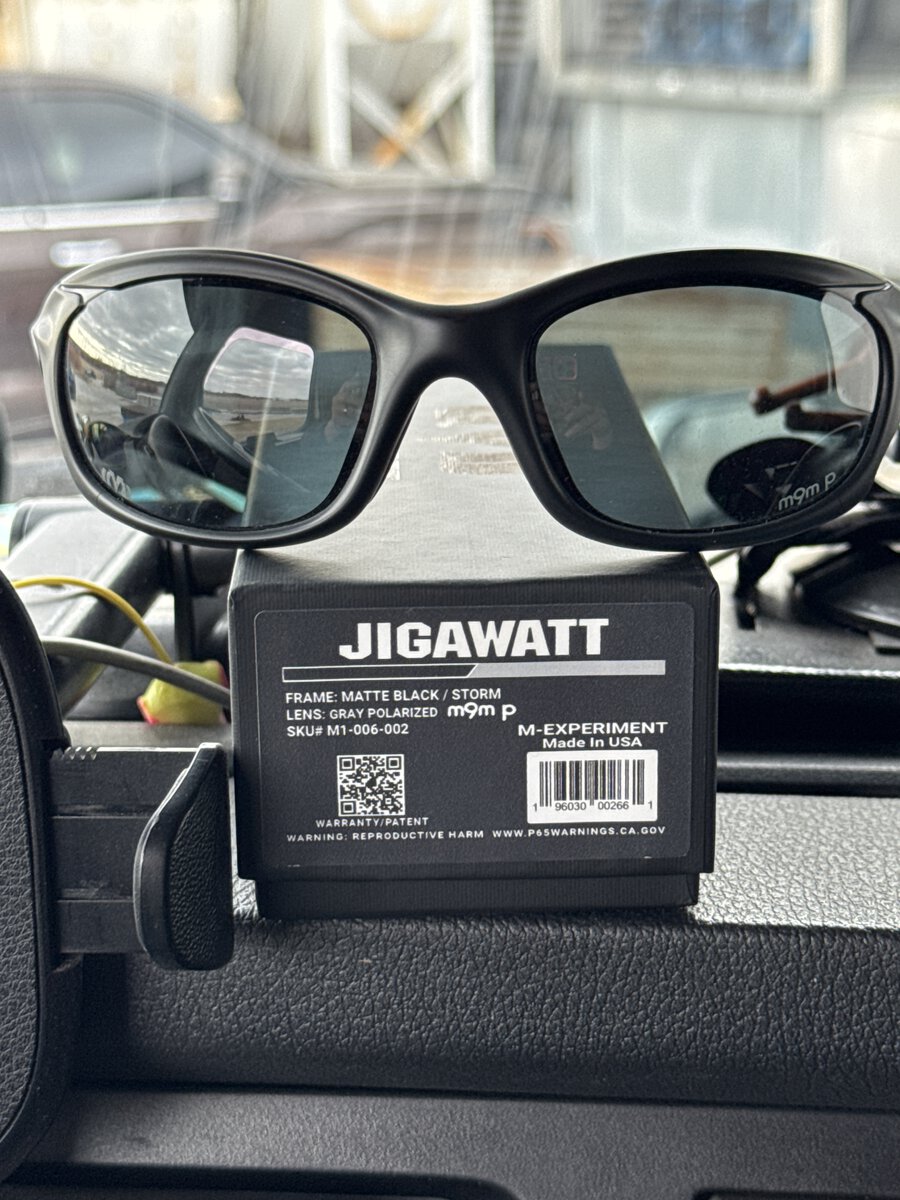 m9m p
JIGAWATT
FRAME: MATTE BLACK / STORM
LENS: GRAY POLARIZED m9m p
SKU# M1-006-002
M-EXPERIMENT
Made In USA
1 96030 00266 1
WARRANTY/PATENT
WARNING: REPRODUCTIVE HARM WWW.P65WARNINGS.CA.GOV